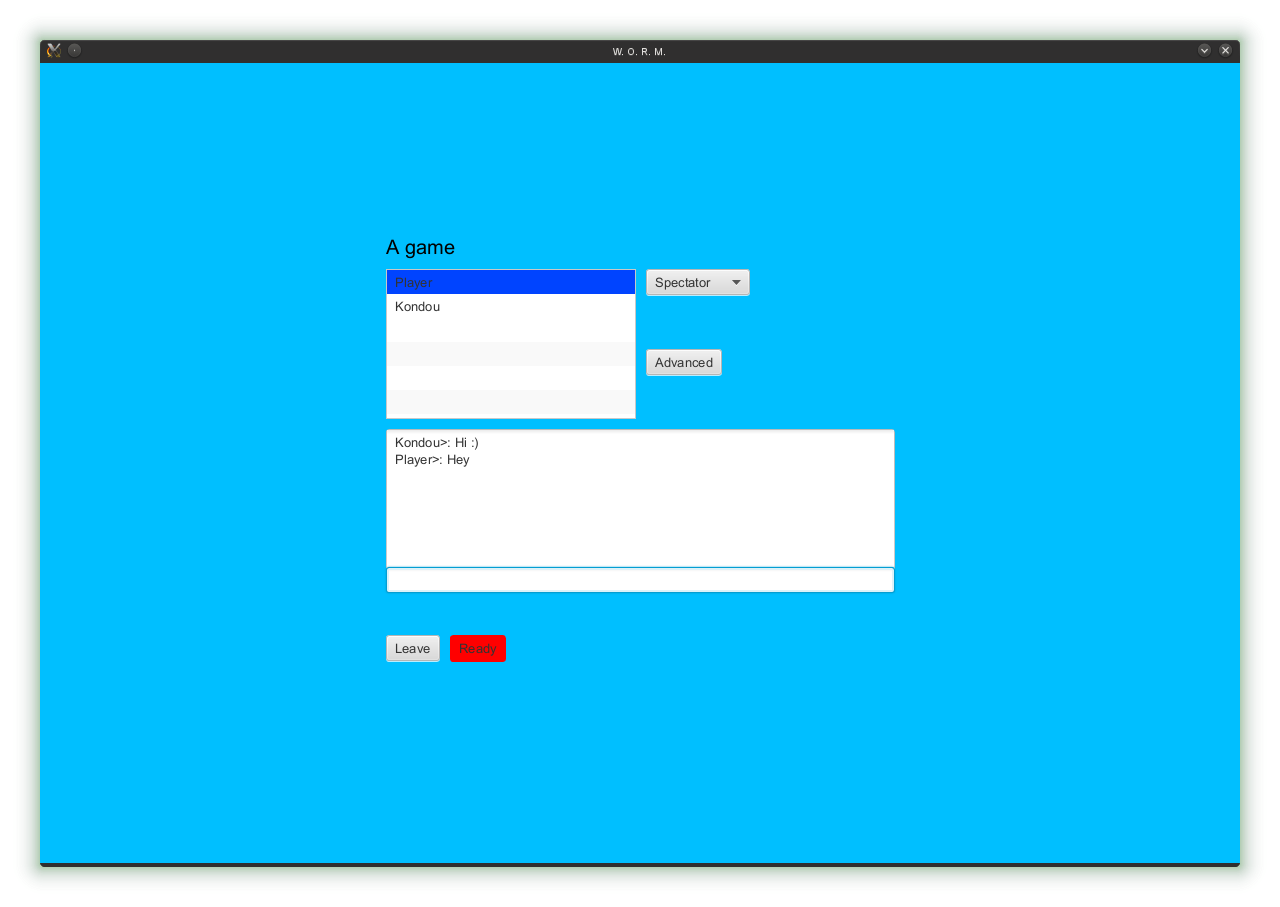 W. O. R. M.
A game
Player
Spectator
Kondou
Advanced
Kondou>: Hi :)
Player>: Hey
Leave
Ready